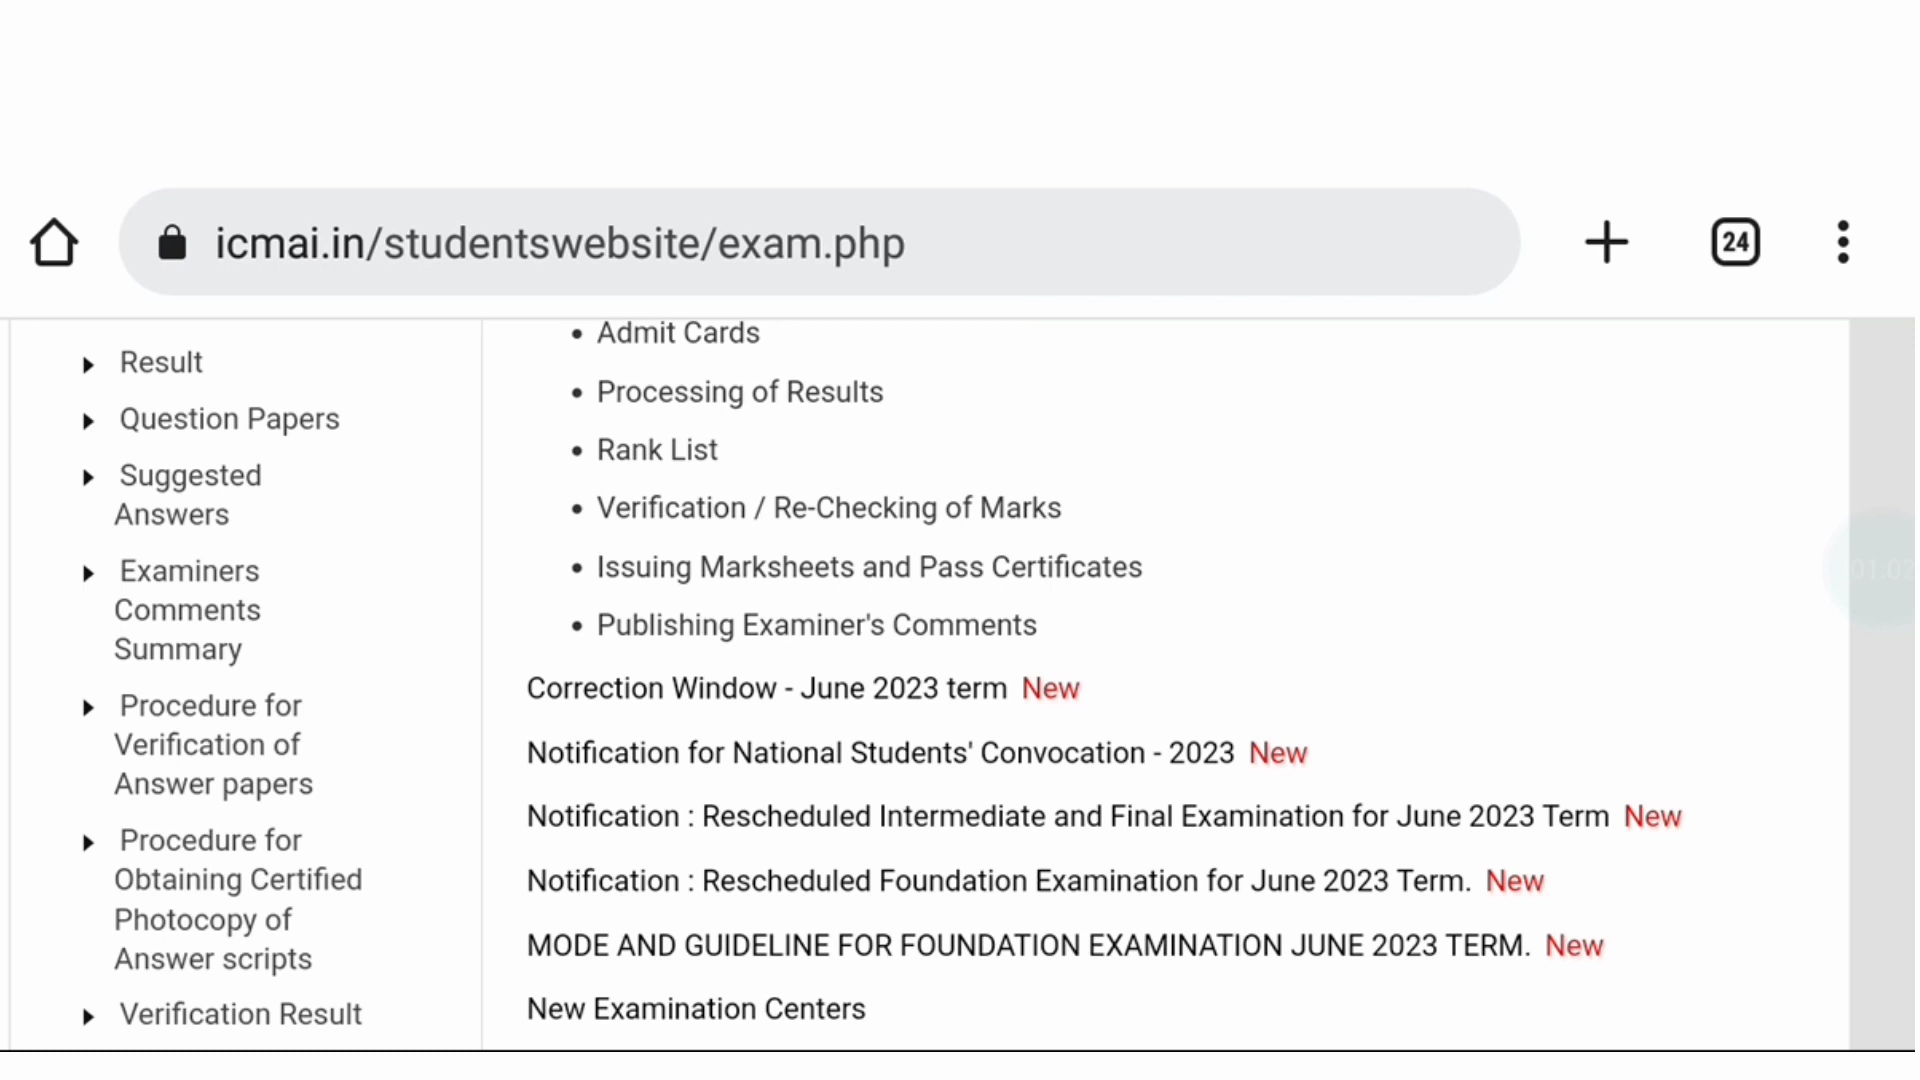 icmai.in/studentswebsite/exam.php
24
Result
Question Papers
Suggested
Answers
Examiners
Comments
Summary
Procedure for
Verification of
Answer papers
Procedure for
Obtaining Certified
Photocopy of
Answer scripts
Verification Result
• Admit Cards
• Processing of Results
• Rank List
• Verification / Re-Checking of Marks
• Issuing Marksheets and Pass Certificates
• Publishing Examiner's Comments
Correction Window - June 2023 term New
Notification for National Students' Convocation - 2023 New
Notification : Rescheduled Intermediate and Final Examination for June 2023 Term New
Notification : Rescheduled Foundation Examination for June 2023 Term. New
MODE AND GUIDELINE FOR FOUNDATION EXAMINATION JUNE 2023 TERM. New
New Examination Centers